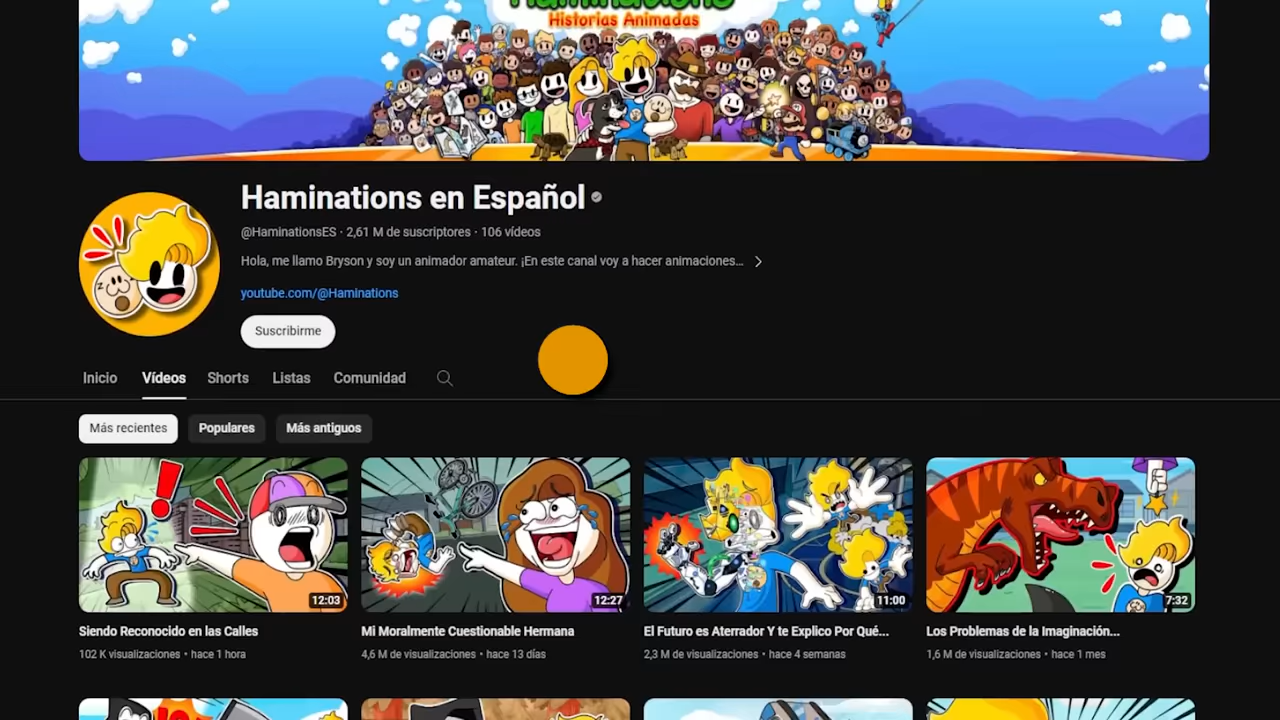 Haminations
Historias Animadas
Haminations en Español
@HaminationsES · 2,61 M de suscriptores · 106 vídeos
Hola, me llamo Bryson y soy un animador amateur. ¡En este canal voy a hacer animaciones...
youtube.com/@Haminations
Suscribirme
Inicio Vídeos Shorts Listas Comunidad
Más recientes Populares Más antiguos
12:03 12:27 11:00 7:32
Siendo Reconocido en las Calles
102 K visualizaciones • hace 1 hora
Mi Moralmente Cuestionable Hermana
4,6 M de visualizaciones • hace 13 días
El Futuro es Aterrador Y te Explico Por Qué...
2,3 M de visualizaciones • hace 4 semanas
Los Problemas de la Imaginación...
1,6 M de visualizaciones • hace 1 mes